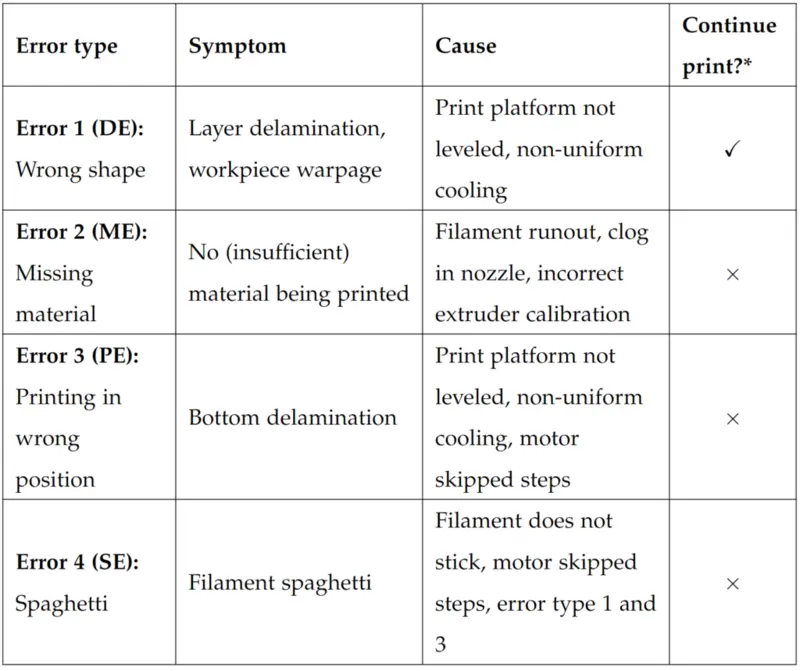 Error type
Symptom
Cause
Continue
print?*
Error 1 (DE):
Wrong shape
Layer delamination,
workpiece warpage
Print platform not
leveled, non-uniform
cooling
✓
Error 2 (ME):
Missing
material
No (insufficient)
material being printed
Filament runout, clog
in nozzle, incorrect
extruder calibration
×
Error 3 (PE):
Printing in
wrong
position
Bottom delamination
Print platform not
leveled, non-uniform
cooling, motor
skipped steps
×
Error 4 (SE):
Spaghetti
Filament spaghetti
Filament does not
stick, motor skipped
steps, error type 1 and
3
×